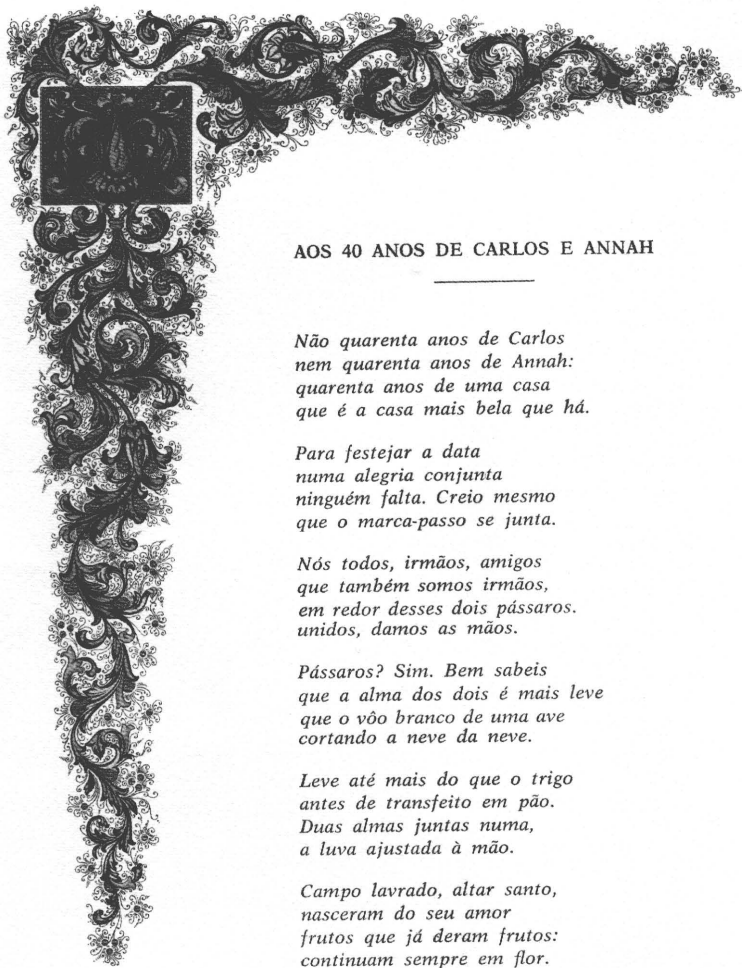 AOS 40 ANOS DE CARLOS E ANNAH
Não quarenta anos de Carlos
nem quarenta anos de Annah:
quarenta anos de uma casa
que é a casa mais bela que há.
Para festejar a data
numa alegria conjunta
ninguém falta. Creio mesmo
que o marca-passo se junta.
Nós todos, irmãos, amigos
que também somos irmãos,
em redor desses dois pássaros.
unidos, damos as mãos.
Pássaros? Sim. Bem sabeis
que a alma dos dois é mais leve
que o vôo branco de uma ave
cortando a neve da neve.
Leve até mais do que o trigo
antes de transfeito em pão.
Duas almas juntas numa,
a luva ajustada à mão.
Campo lavrado, altar santo,
nasceram do seu amor
frutos que já deram frutos:
continuam sempre em flor.